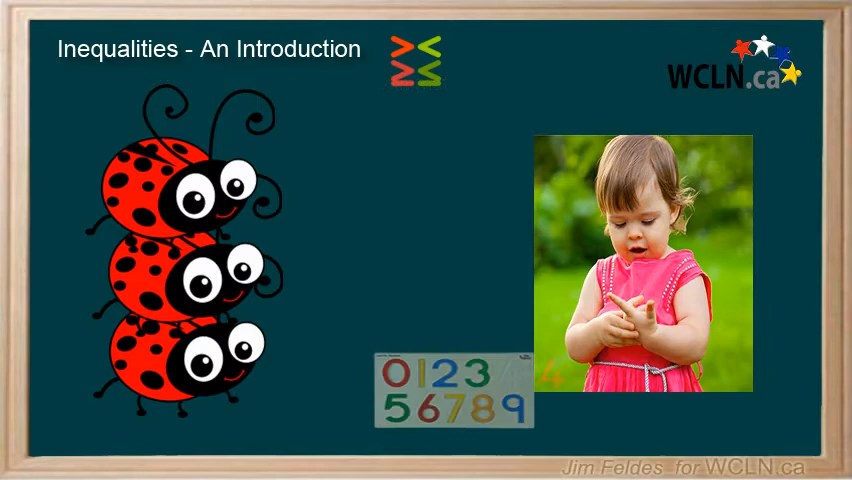 Inequalities - An Introduction
> <
≥ ≤
WCLN.ca
0123
4
56789
Jim Feldes for WCLN.ca